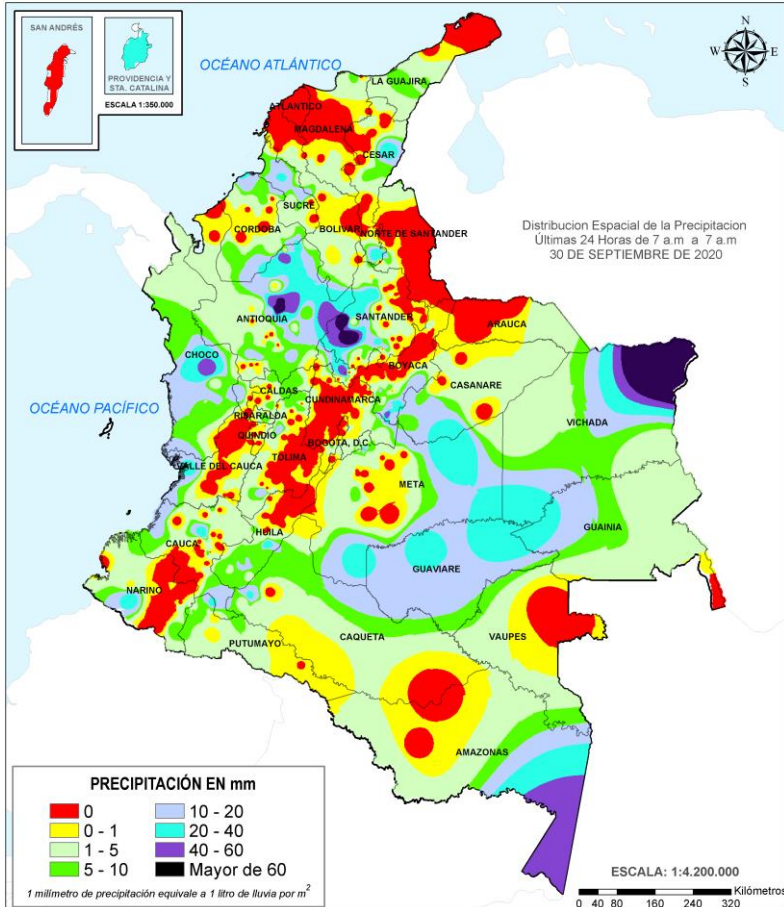 SAN ANDRÉS
PROVIDENCIA Y
STA. CATALINA
ESCALA 1:350.000
OCÉANO ATLÁNTICO
N
W
E
S
LA GUAJIRA
ATLANTICO
MAGDALENA
CESAR
SUCRE
CORDOBA
BOLIVAR
NORTE DE SANTANDER
Distribucion Espacial de la Precipitacion
Últimas 24 Horas de 7 a.m a 7 a.m
30 DE SEPTIEMBRE DE 2020
ANTIOQUIA
SANTANDER
ARAUCA
CHOCO
BOYACA
CASANARE
CALDAS
CUNDINAMARCA
OCÉANO PACÍFICO
RISARALDA
VICHADA
QUINDIO
BOGOTA, D.C.
TOLIMA
VALLE DEL CAUCA
META
GUAINIA
HUILA
CAUCA
GUAVIARE
NARINO
PUTUMAYO
CAQUETA
VAUPES
AMAZONAS
PRECIPITACIÓN EN mm
0
10 - 20
0 - 1
20 - 40
1 - 5
40 - 60
5 - 10
Mayor de 60
1 milímetro de precipitación equivale a 1 litro de lluvia por m²
ESCALA: 1:4.200.000
Kilómetros
0 40 80 160 240 320